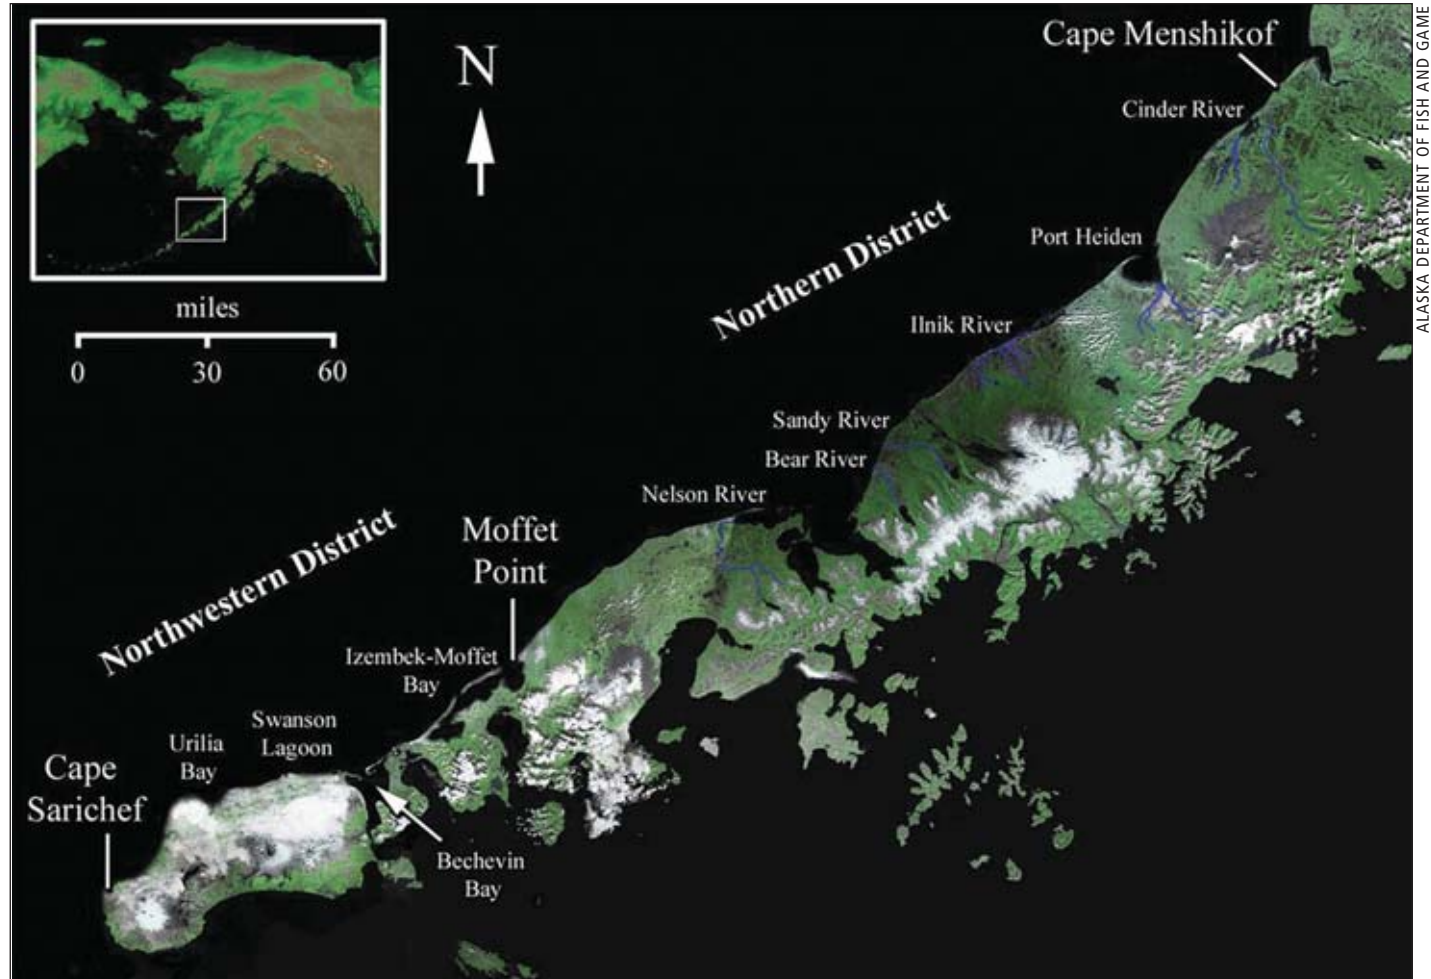 Cape Menshikof
N
Cinder River
Northern District
Port Heiden
miles
0 30 60
Ilnik River
Sandy River
Bear River
Nelson River
Northwestern District
Moffet
Point
Izembek-Moffet
Bay
Swanson
Lagoon
Urilia
Bay
Cape
Sarichef
Bechevin
Bay
ALASKA DEPARTMENT OF FISH AND GAME